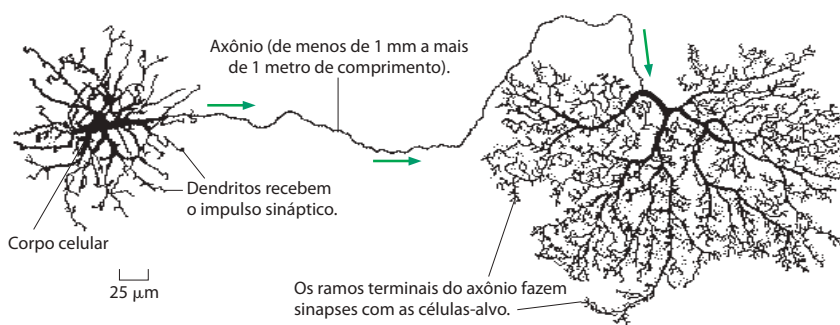 Axônio (de menos de 1 mm a mais
de 1 metro de comprimento).
Dendritos recebem
o impulso sináptico.
Corpo celular
25 μm
Os ramos terminais do axônio fazem
sinapses com as células-alvo.